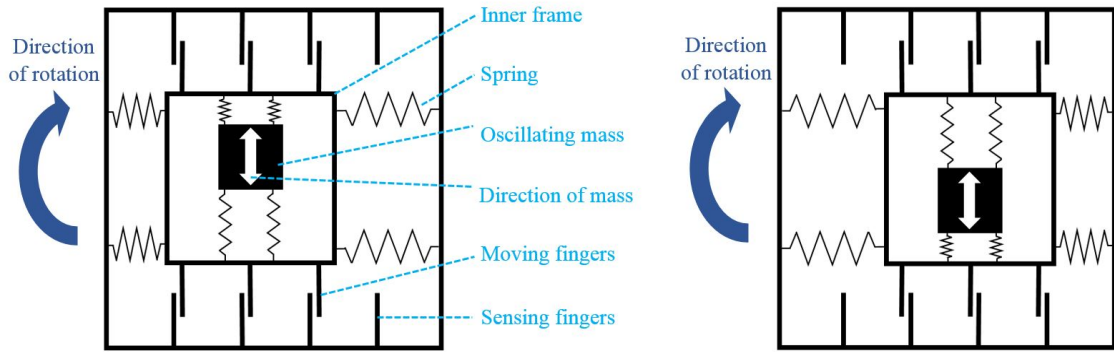 Direction
of rotation
Inner frame
Spring
Oscillating mass
Direction of mass
Moving fingers
Sensing fingers
Direction
of rotation